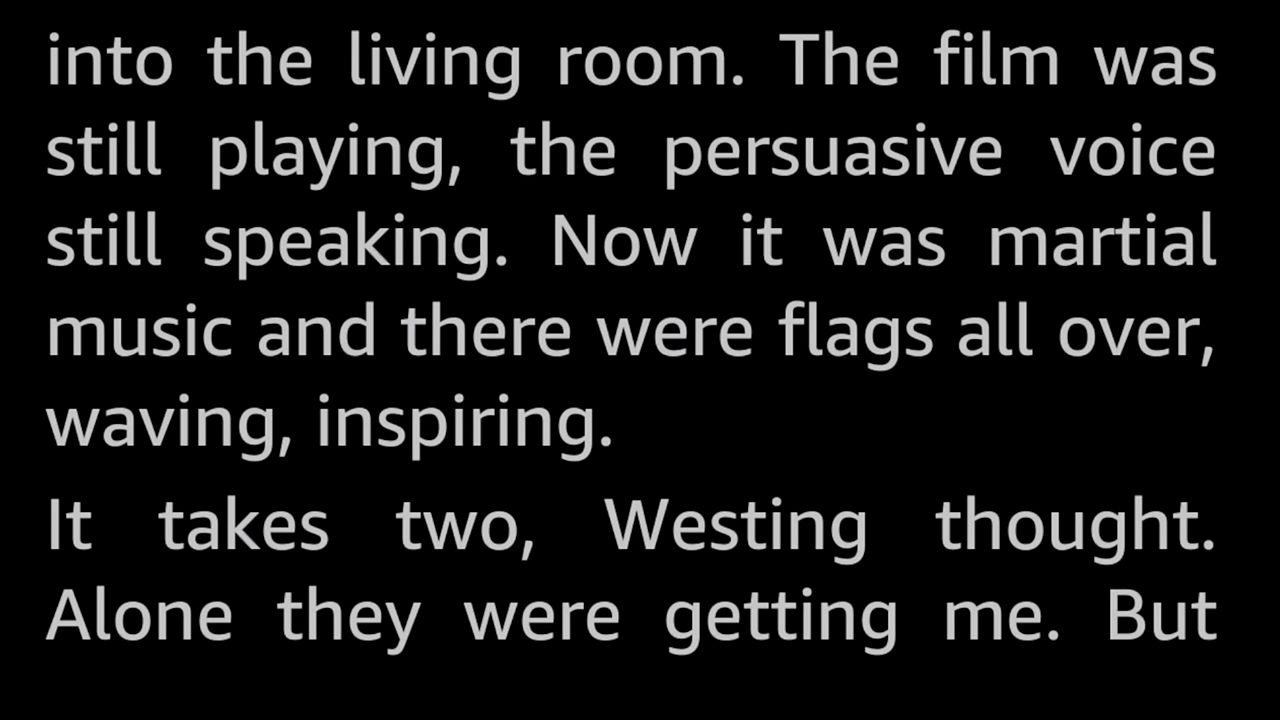 into the living room. The film was
still playing, the persuasive voice
still speaking. Now it was martial
music and there were flags all over,
waving, inspiring.
It takes two, Westing thought.
Alone they were getting me. But